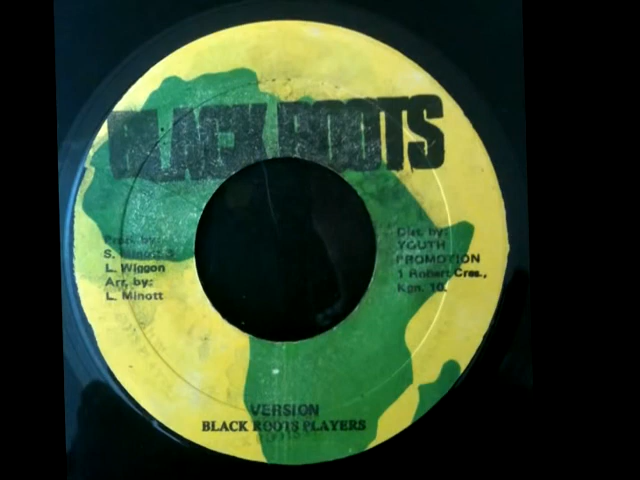 BLACK ROOTS
Prod. by:
S. Minott &
L. Wiggon
Arr. by:
L. Minott
Dist. by:
YOUTH
PROMOTION
1 Robert Cres.,
Kgn. 10.
VERSION
BLACK ROOTS PLAYERS